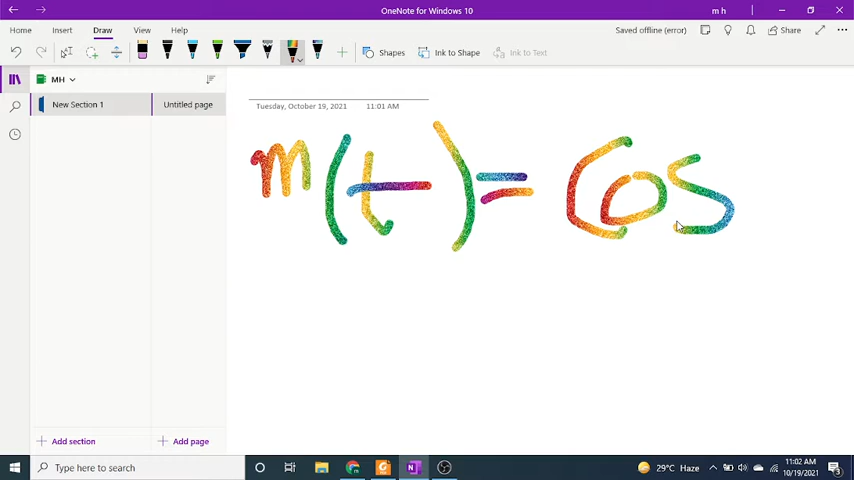 OneNote for Windows 10
m h
Home Insert Draw View Help
Saved offline (error) Share
Shapes Ink to Shape Ink to Text
MH
New Section 1
Untitled page
Tuesday, October 19, 2021 11:01 AM
m(t)= Cos
Add section
Add page
Type here to search
29°C Haze
11:02 AM
10/19/2021
3